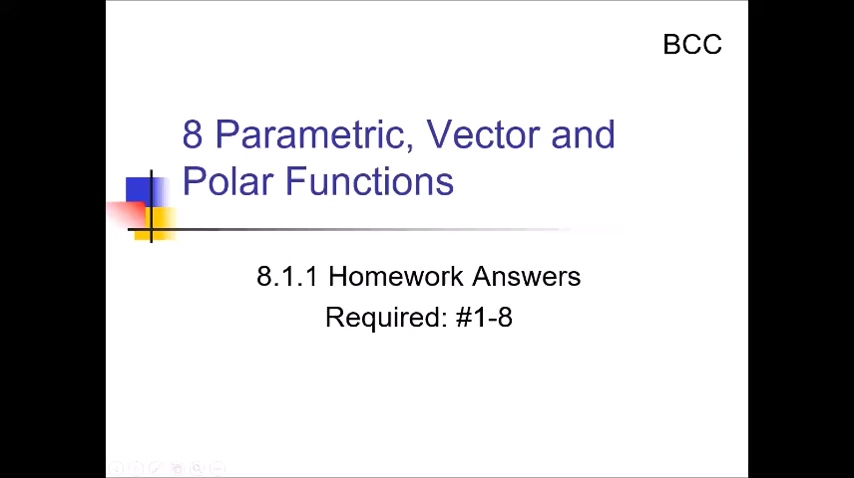 BCC
8 Parametric, Vector and
Polar Functions
8.1.1 Homework Answers
Required: #1-8